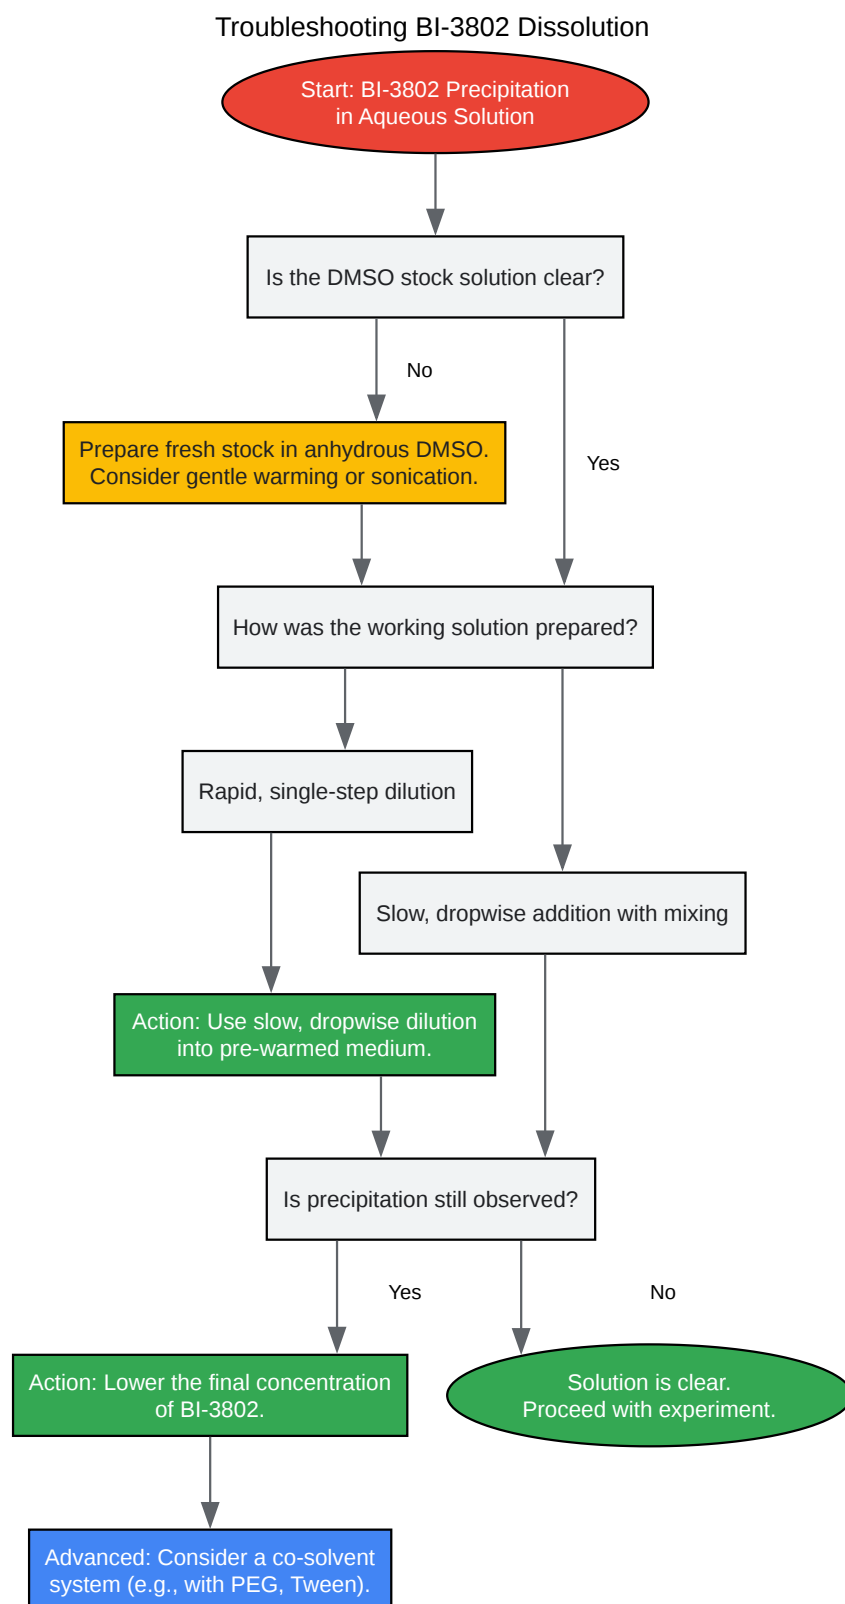 Troubleshooting BI-3802 Dissolution
Start: BI-3802 Precipitation
in Aqueous Solution
Is the DMSO stock solution clear?
No
Prepare fresh stock in anhydrous DMSO.
Consider gentle warming or sonication.
Yes
How was the working solution prepared?
Rapid, single-step dilution
Slow, dropwise addition with mixing
Action: Use slow, dropwise dilution
into pre-warmed medium.
Is precipitation still observed?
Yes
No
Action: Lower the final concentration
of BI-3802.
Solution is clear.
Proceed with experiment.
Advanced: Consider a co-solvent
system (e.g., with PEG, Tween).